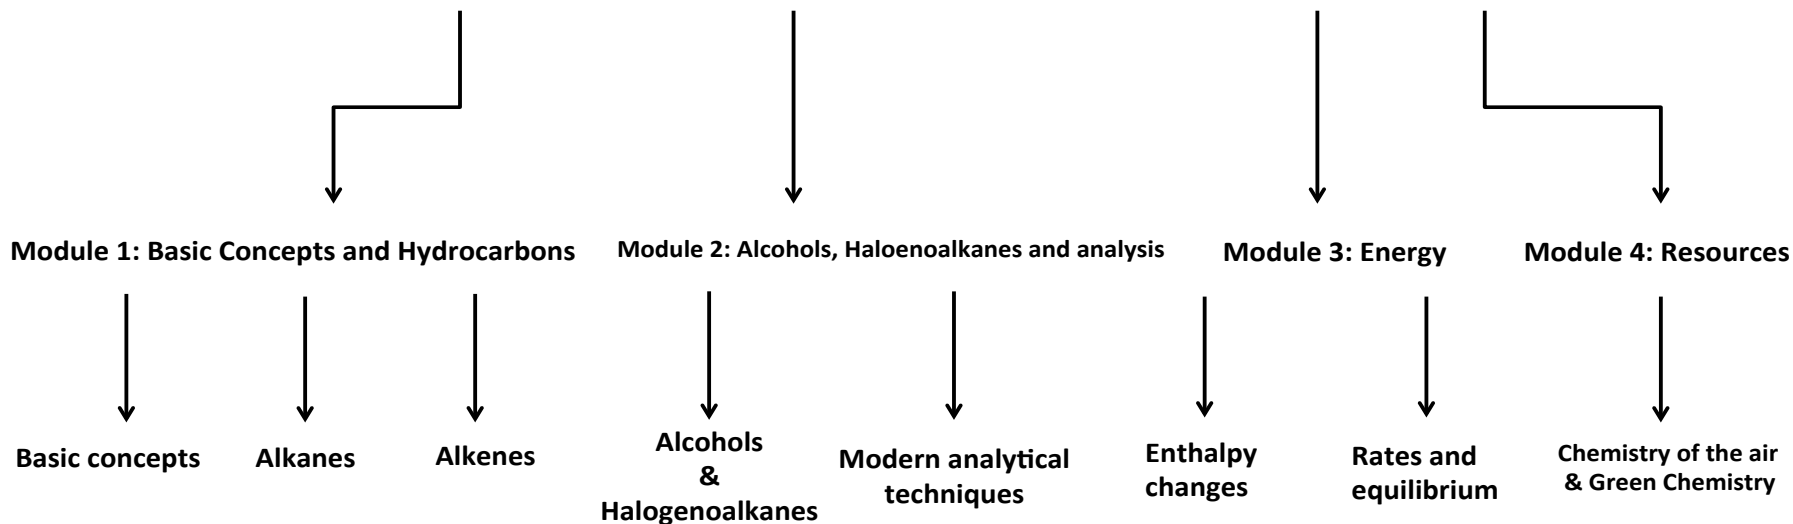 Module 1: Basic Concepts and Hydrocarbons
Module 2: Alcohols, Haloenoalkanes and analysis
Module 3: Energy
Module 4: Resources
Basic concepts
Alkanes
Alkenes
Alcohols
&
Halogenoalkanes
Modern analytical
techniques
Enthalpy
changes
Rates and
equilibrium
Chemistry of the air
& Green Chemistry